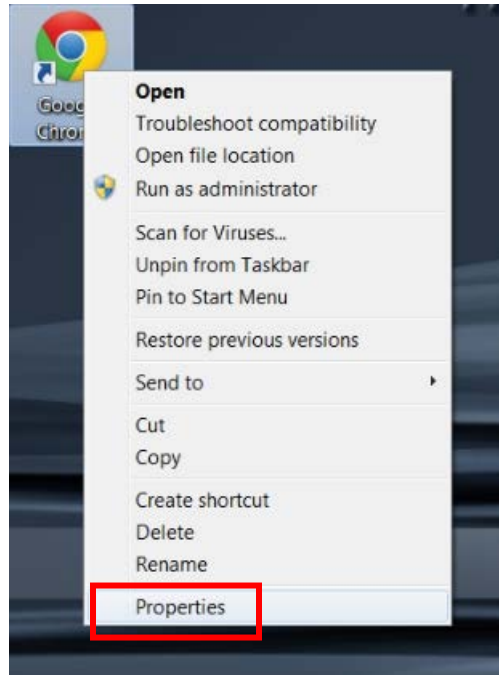 Open
Troubleshoot compatibility
Open file location
Run as administrator
Scan for Viruses...
Unpin from Taskbar
Pin to Start Menu
Restore previous versions
Send to
Cut
Copy
Create shortcut
Delete
Rename
Properties